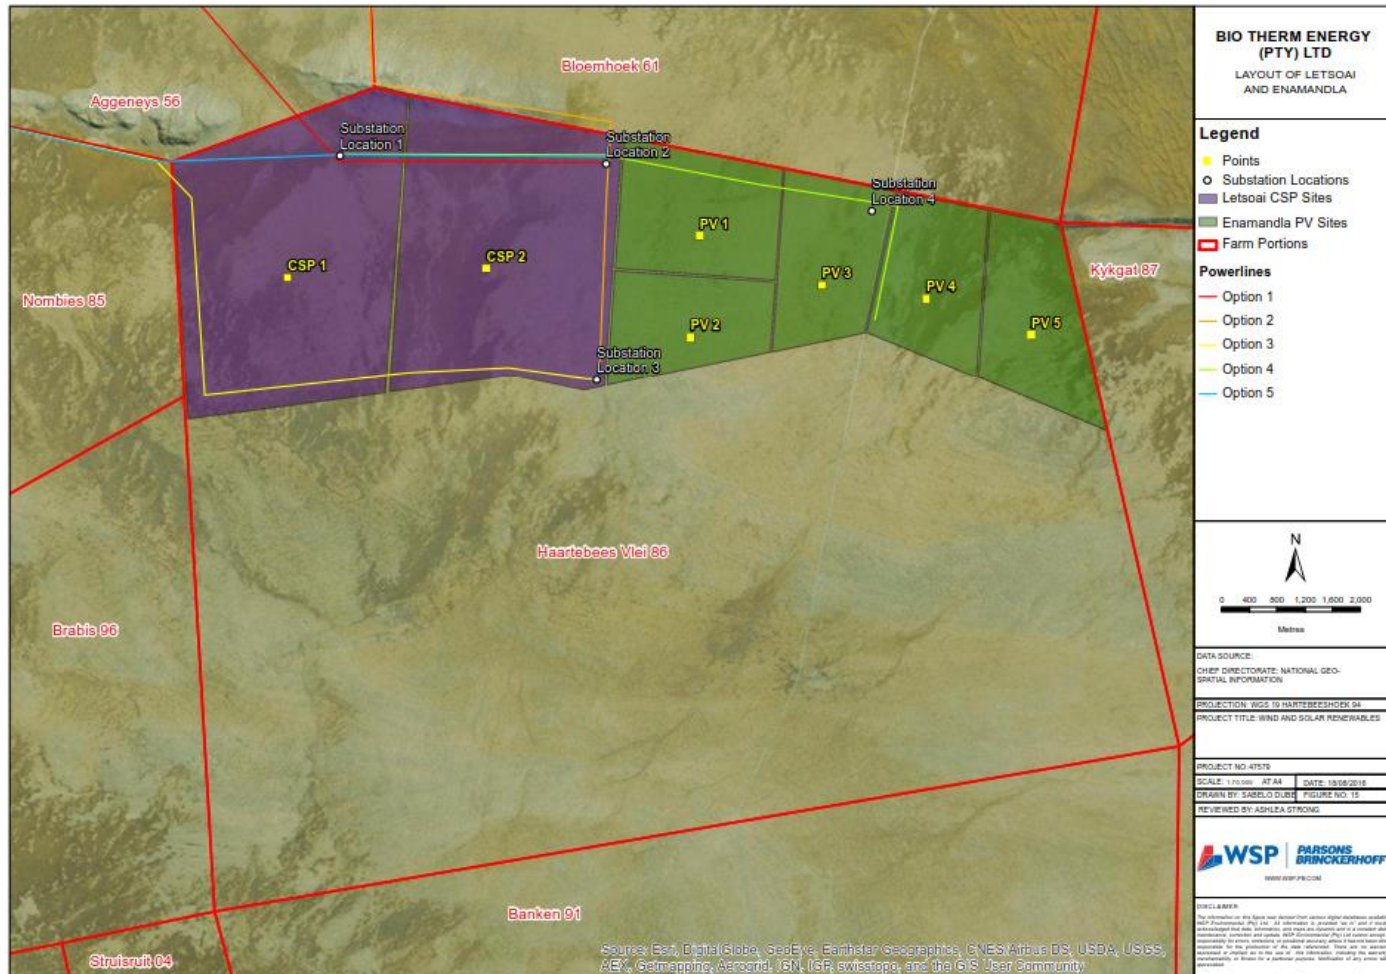 Bloemhoek 61
Aggeneys 56
Substation
Location 1
Substation
Location 2
Substation
Location 4
PV 1
CSP 1
CSP 2
PV 3
PV 4
Kykgat 87
Nombies 85
PV 2
PV 5
Substation
Location 3
Haartebees Vlei 86
Brabis 96
Banken 91
Struisruit 04
Source: Esri, DigitalGlobe, GeoEye, Earthstar Geographics, CNES/Airbus DS, USDA, USGS,
AEX, Getmapping, Aerogrid, IGN, IGP, swisstopo, and the GIS User Community
BIO THERM ENERGY
(PTY) LTD
LAYOUT OF LETSOAI
AND ENAMANDLA
Legend
Points
Substation Locations
Letsoai CSP Sites
Enamandla PV Sites
Farm Portions
Powerlines
Option 1
Option 2
Option 3
Option 4
Option 5
N
0 400 800 1,200 1,600 2,000
Metres
DATA SOURCE:
CHIEF DIRECTORATE: NATIONAL GEO-
SPATIAL INFORMATION
PROJECTION: WGS 19 HARTEBEESHOEK 94
PROJECT TITLE: WIND AND SOLAR RENEWABLES
PROJECT NO: 47579
SCALE: AT A4 DATE:
DRAWN BY: SABELO DUBE FIGURE NO: 15
REVIEWED BY: ASHLEA STRONG
WSP PARSONS
BRINCKERHOFF
DISCLAIMER